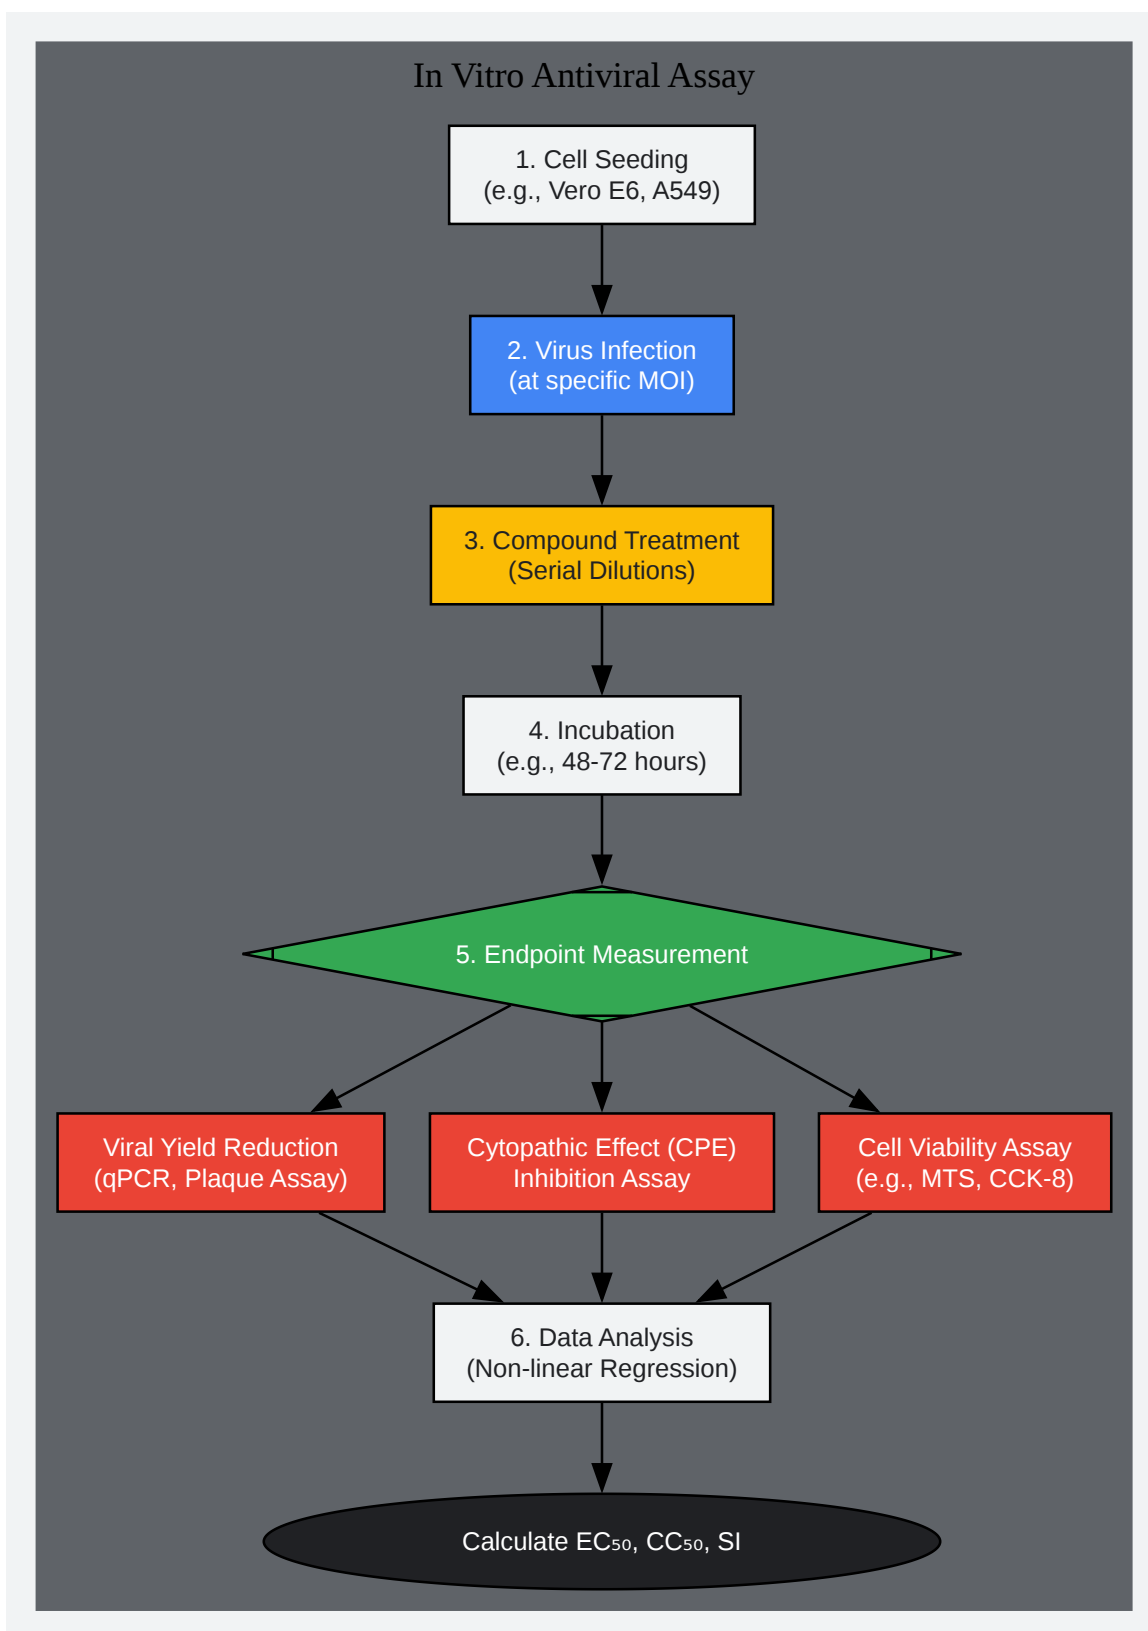 In Vitro Antiviral Assay
1. Cell Seeding
(e.g., Vero E6, A549)
2. Virus Infection
(at specific MOI)
3. Compound Treatment
(Serial Dilutions)
4. Incubation
(e.g., 48-72 hours)
5. Endpoint Measurement
Viral Yield Reduction
(qPCR, Plaque Assay)
Cytopathic Effect (CPE)
Inhibition Assay
Cell Viability Assay
(e.g., MTS, CCK-8)
6. Data Analysis
(Non-linear Regression)
Calculate EC₅₀, CC₅₀, SI